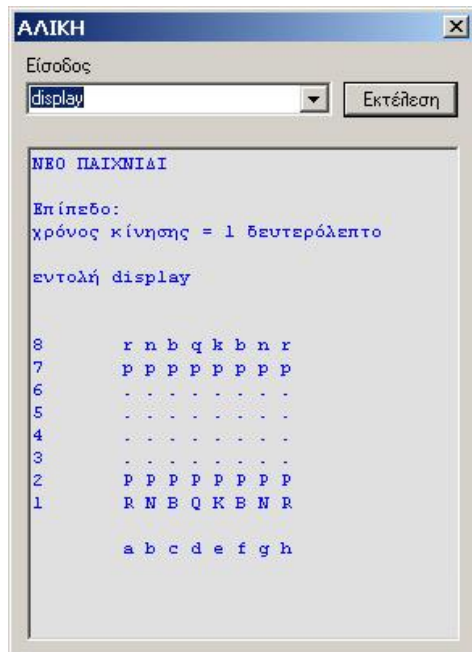 ΑΛΙΚΗ
Είσοδος
display
Εκτέλεση
ΝΕΟ ΠΑΙΧΝΙΔΙ
Επίπεδο:
χρόνος κίνησης = 1 δευτερόλεπτο
εντολή display
8 r n b q k b n r
7 p p p p p p p p
6 . . . . . . . .
5 . . . . . . . .
4 . . . . . . . .
3 . . . . . . . .
2 P P P P P P P P
1 R N B Q K B N R
a b c d e f g h